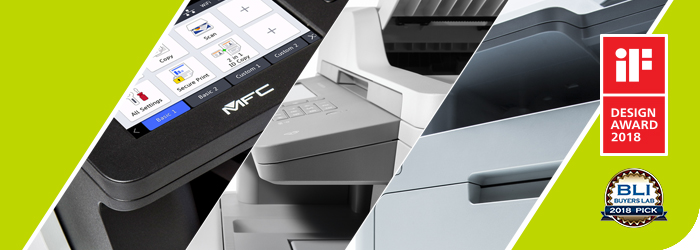 WiFi
Copy
Scan
+
+
Secure Print
2 in 1
ID Copy
+
All Settings
Basic 1
Basic 2
Custom 1
Custom 2
MFC
iF
DESIGN
AWARD
2018
BLI
BUYERS LAB
2018 PICK